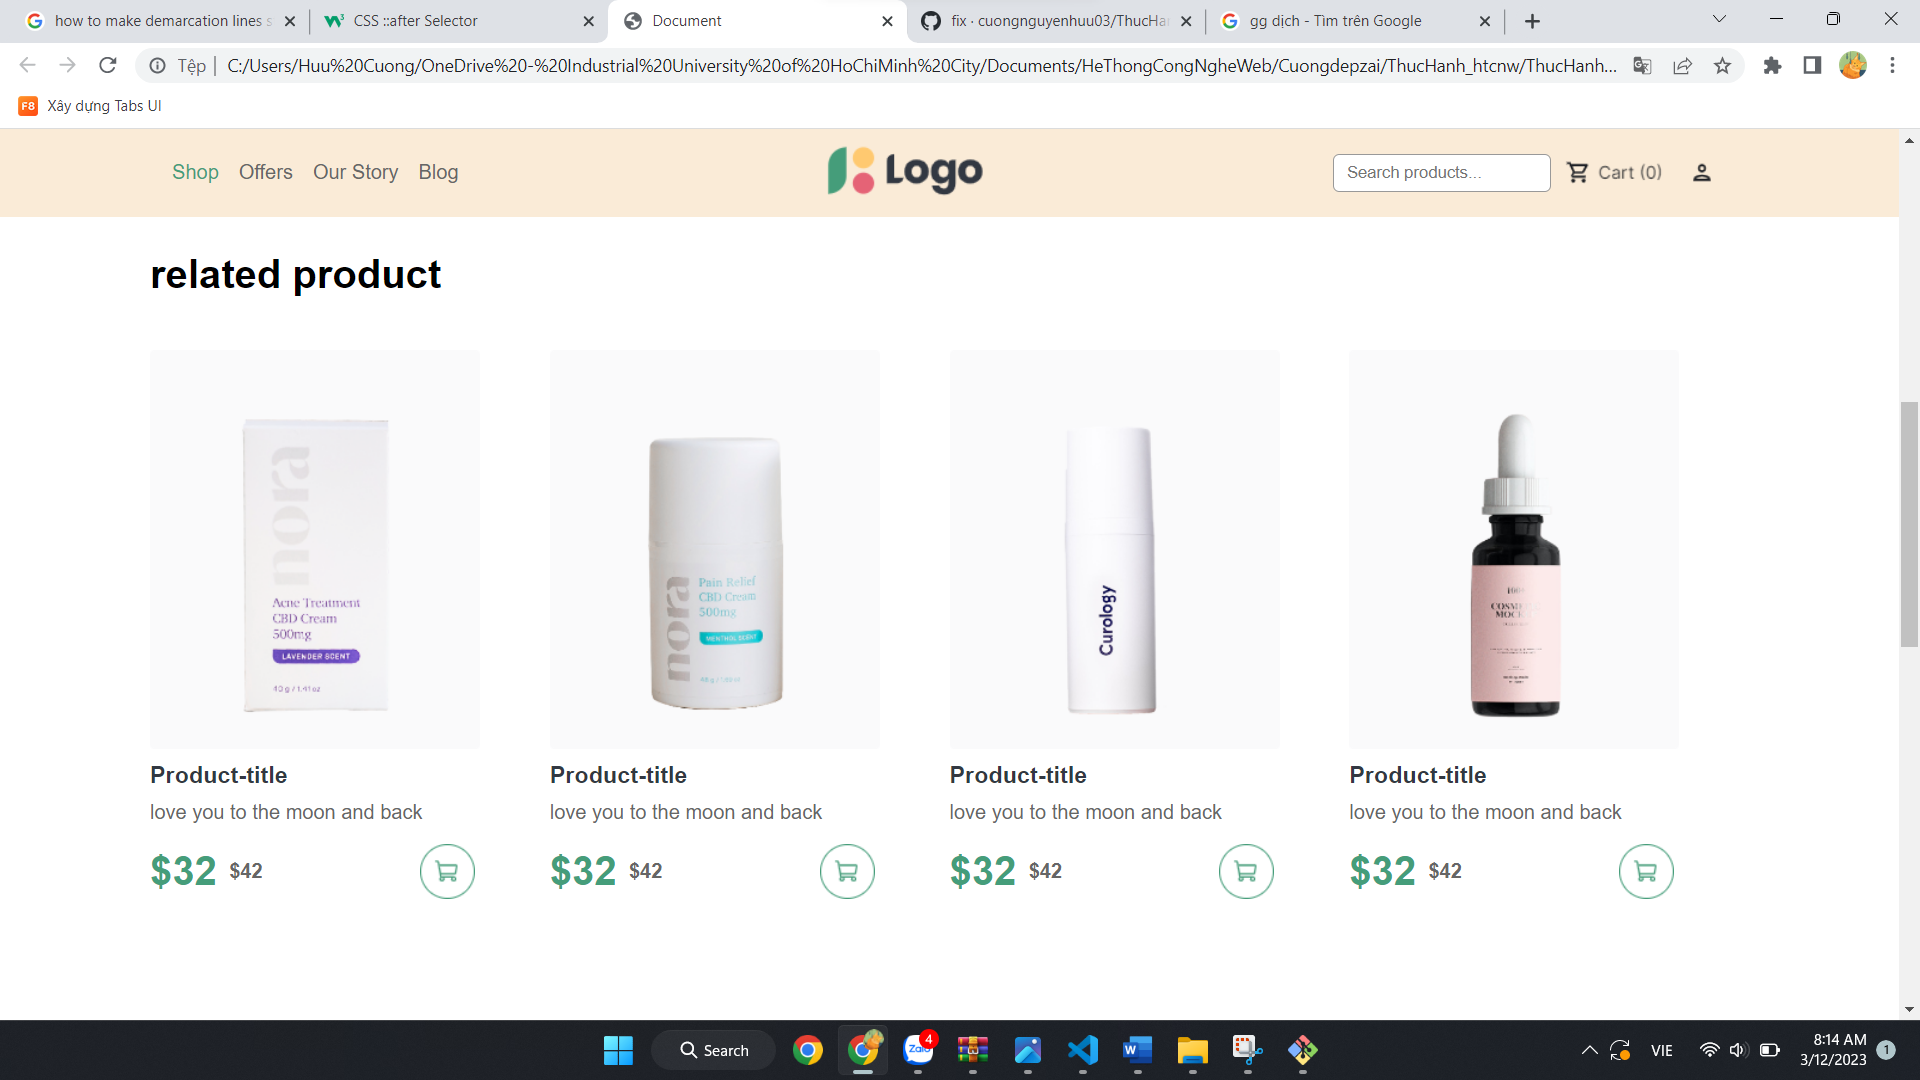 how to make demarcation lines s
CSS ::after Selector
Document
fix · cuongnguyenhuu03/ThucHa
gg dịch - Tìm trên Google
Tệp
C:/Users/Huu%20Cuong/OneDrive%20-%20Industrial%20University%20of%20HoChiMinh%20City/Documents/HeThongCongNgheWeb/Cuongdepzai/ThucHanh_htcnw/ThucHanh...
F8 Xây dựng Tabs UI
Shop Offers Our Story Blog
Logo
Search products...
Cart (0)
related product
nora
Acne Treatment
CBD Cream
500mg
LAVENDER SCENT
40 g / 1.41oz
nora
Pain Relief
CBD Cream
500mg
MENTHOL SCENT
Curology
Product-title Product-title Product-title Product-title
love you to the moon and back love you to the moon and back love you to the moon and back love you to the moon and back
$32 $42 $32 $42 $32 $42 $32 $42
Search
Zalo
4
VIE
8:14 AM
3/12/2023
1